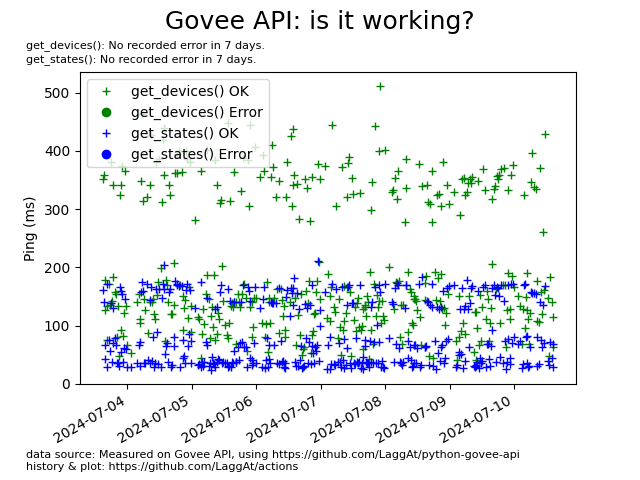 Govee API: is it working?
get_devices(): No recorded error in 7 days.
get_states(): No recorded error in 7 days.
get_devices() OK
get_devices() Error
get_states() OK
get_states() Error
Ping (ms)
500
400
300
200
100
0
2024-07-04
2024-07-05
2024-07-06
2024-07-07
2024-07-08
2024-07-09
2024-07-10
data source: Measured on Govee API, using https://github.com/LaggAt/python-govee-api
history & plot: https://github.com/LaggAt/actions